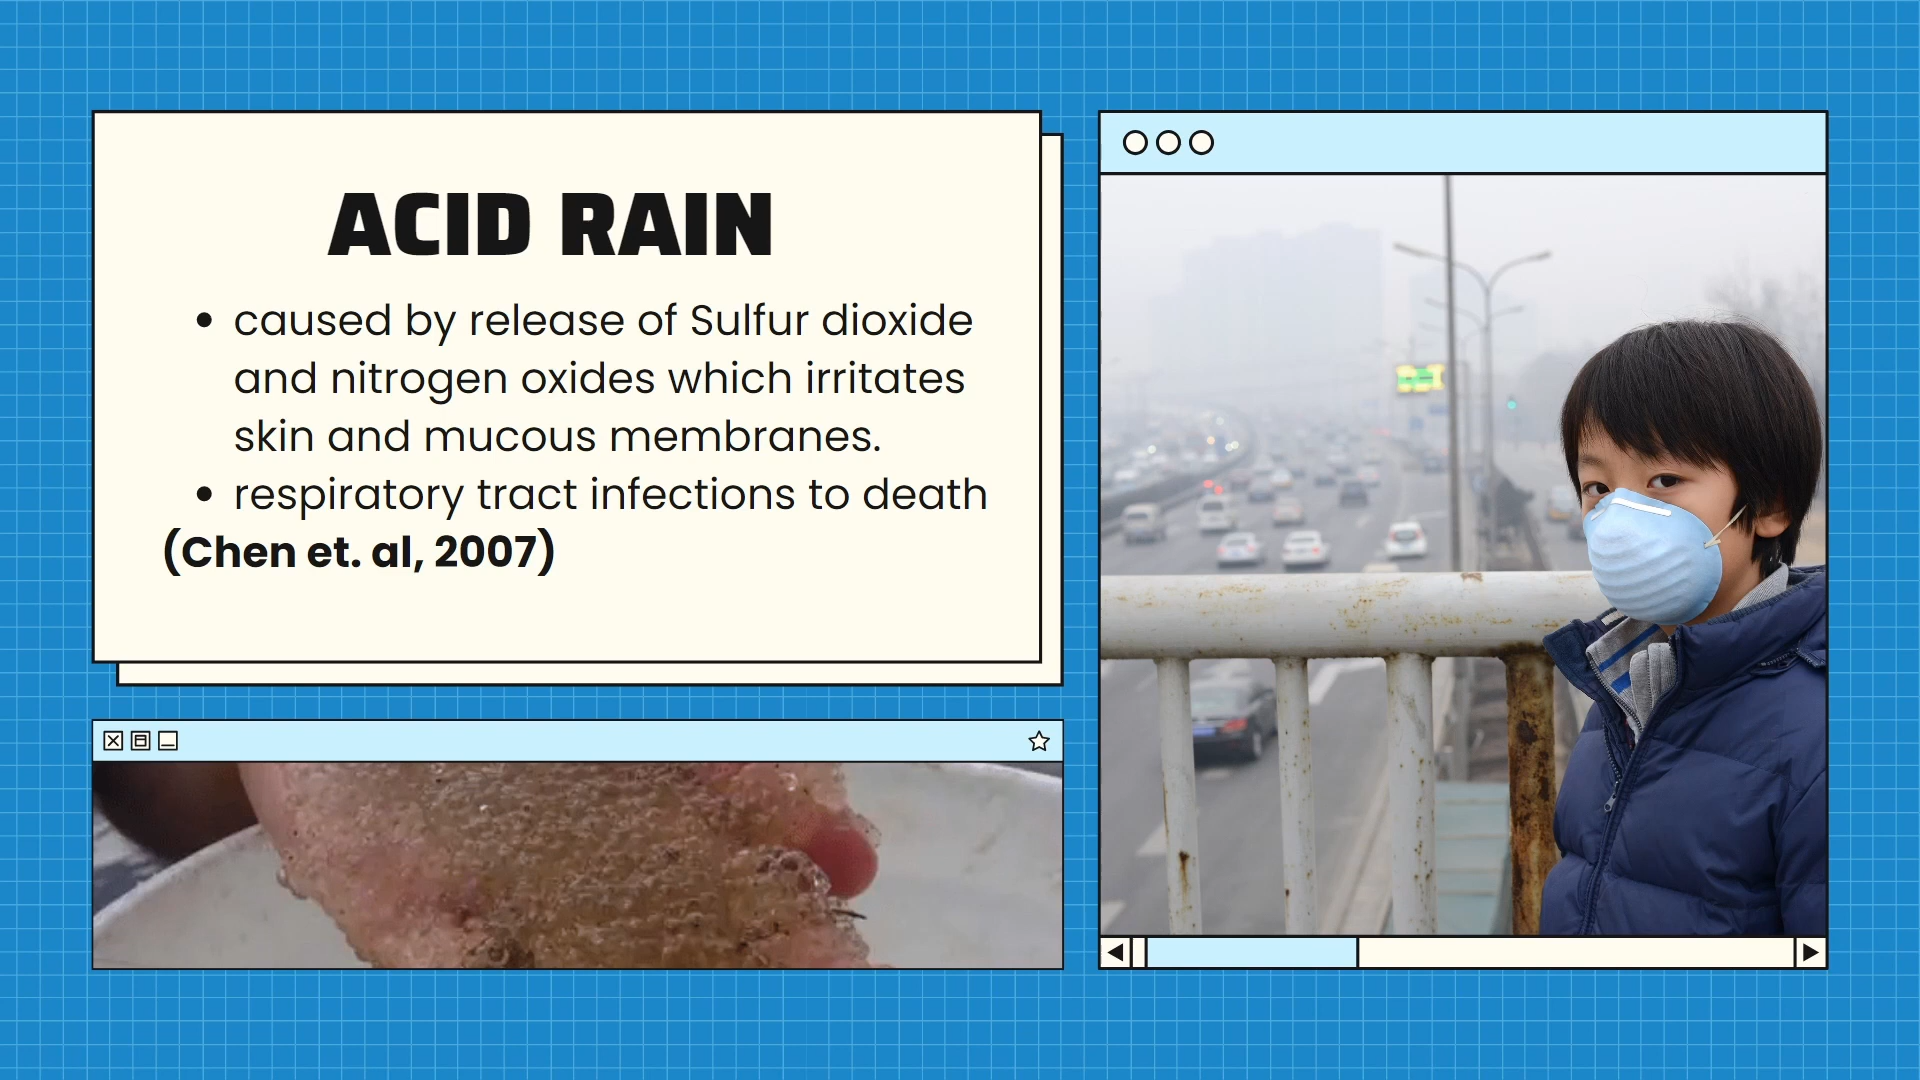 ACID RAIN
• caused by release of Sulfur dioxide
and nitrogen oxides which irritates
skin and mucous membranes.
• respiratory tract infections to death
(Chen et. al, 2007)